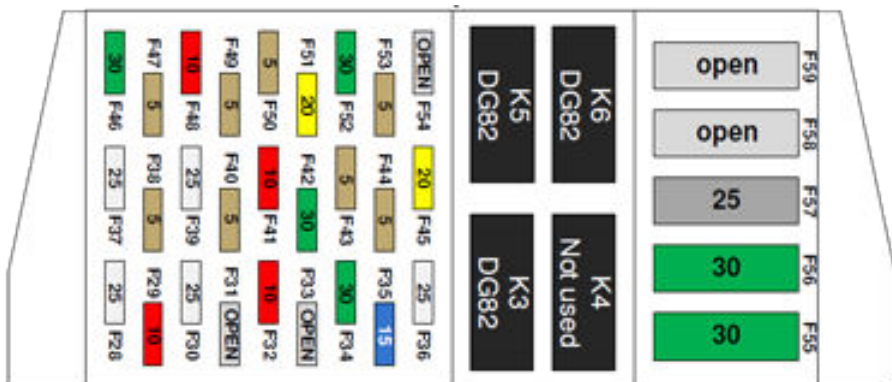 30 F47 10 F49 5 F51 30 F53 OPEN
F46 5 F48 5 F50 20 F52 5 F54
25 F38 25 F40 10 F42 5 F44 20
F37 5 F39 5 F41 30 F43 5 F45
25 F29 25 F31 10 F33 30 F35 25
F28 10 F30 OPEN F32 OPEN F34 15 F36
K6
DG82
K5
DG82
K4
Not used
K3
DG82
open F59
open F58
25 F57
30 F56
30 F55